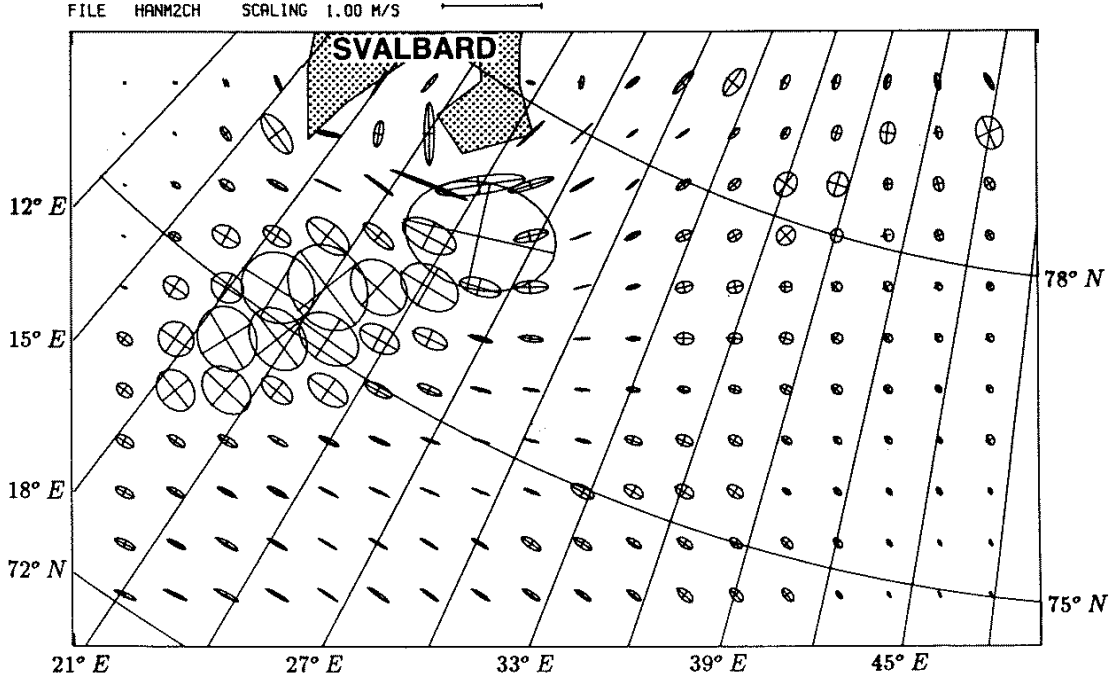 FILE HANM2CH SCALING 1.00 M/S
SVALBARD
12° E
78° N
15° E
18° E
72° N
75° N
21° E 27° E 33° E 39° E 45° E